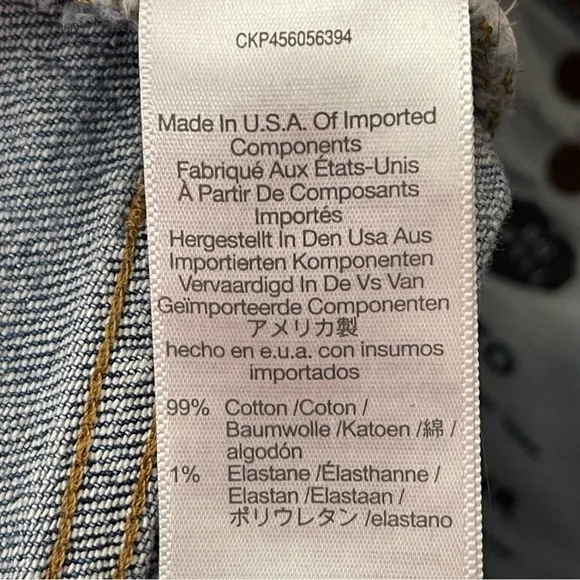 CKP456056394
Made In U.S.A. Of Imported
Components
Fabriqué Aux États-Unis
À Partir De Composants
Importés
Hergestellt In Den Usa Aus
Importierten Komponenten
Vervaardigd In De Vs Van
Geïmporteerde Componenten
アメリカ製
hecho en e.u.a. con insumos
importados
99% Cotton /Coton /
Baumwolle /Katoen /綿 /
algodón
1% Elastane /Élasthanne /
Elastan /Elastaan /
ポリウレタン /elastano